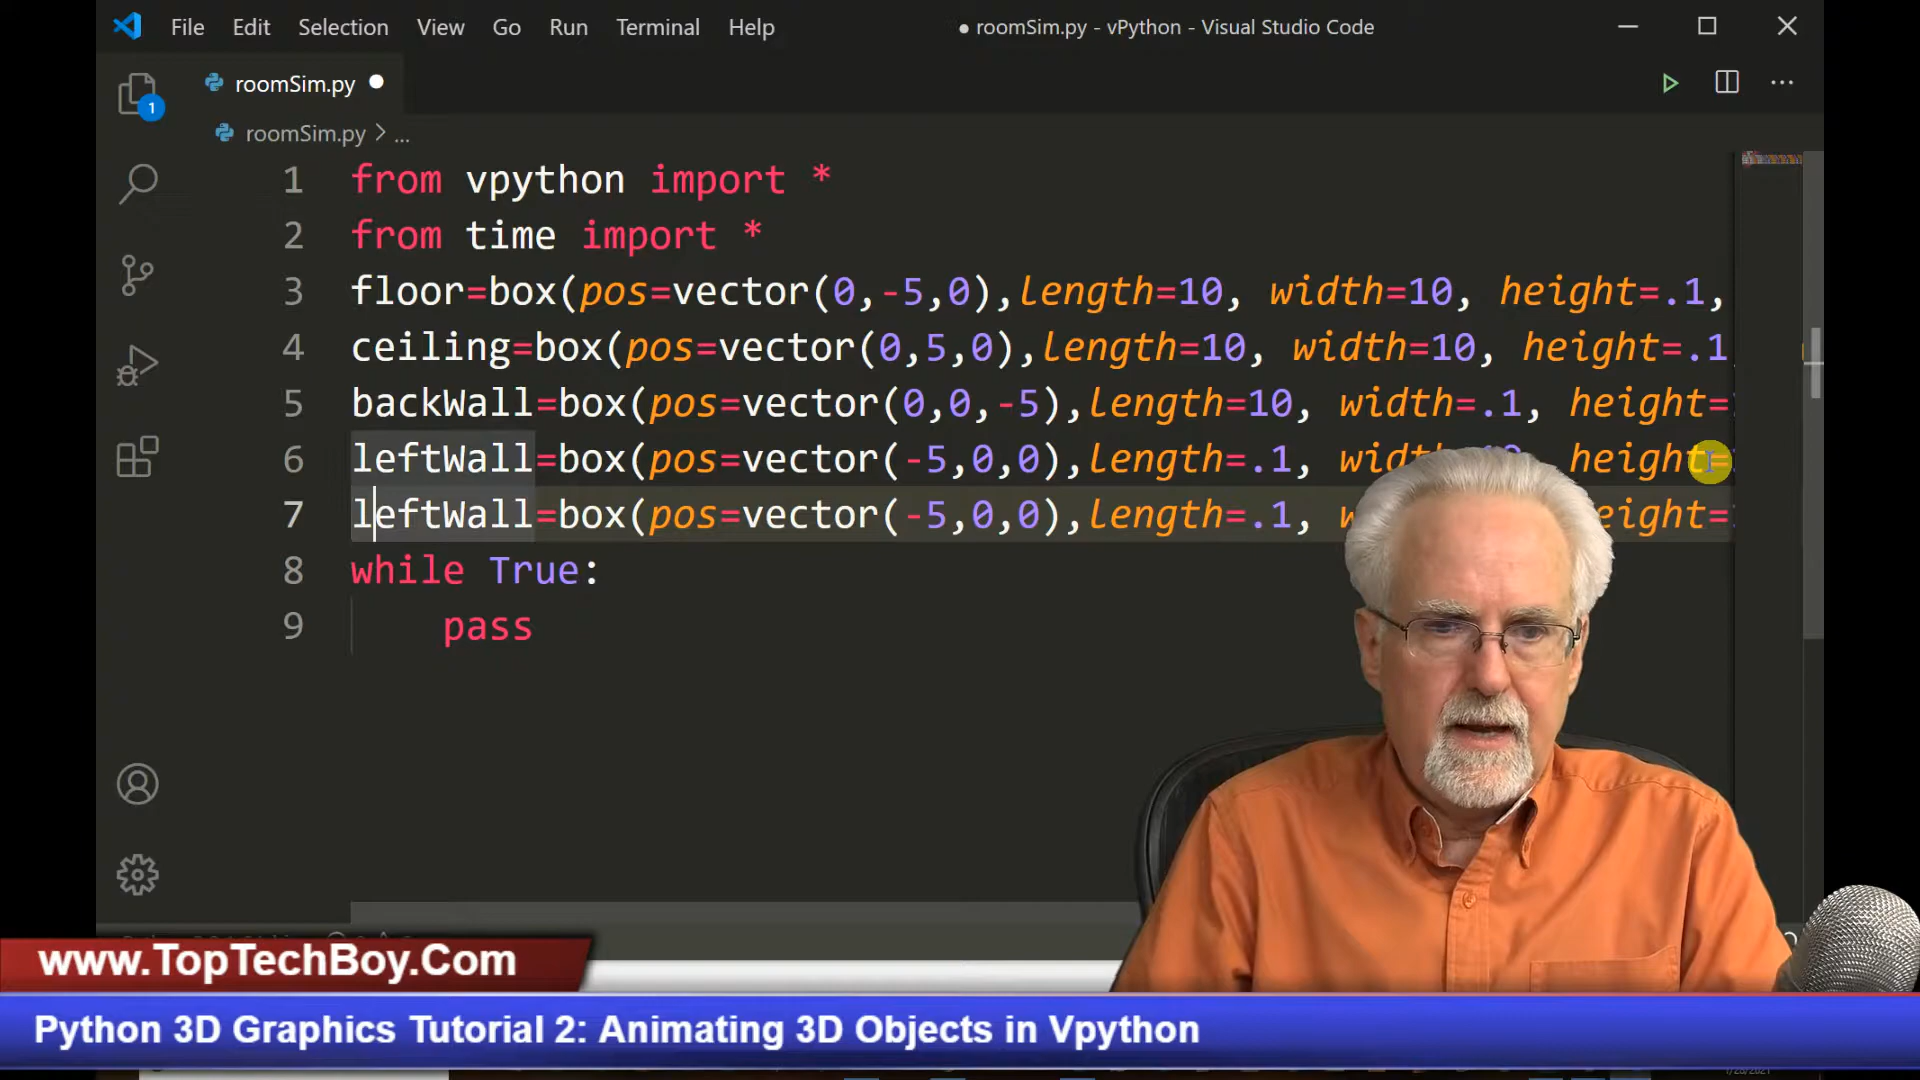 File Edit Selection View Go Run Terminal Help ● roomSim.py - vPython - Visual Studio Code
roomSim.py ●
1
roomSim.py > ...
1 from vpython import *
2 from time import *
3 floor=box(pos=vector(0,-5,0),length=10, width=10, height=.1,
4 ceiling=box(pos=vector(0,5,0),length=10, width=10, height=.1
5 backWall=box(pos=vector(0,0,-5),length=10, width=.1, height=
6 leftWall=box(pos=vector(-5,0,0),length=.1, width=10, height=
7 leftWall=box(pos=vector(-5,0,0),length=.1, height=
8 while True:
9 pass
www.TopTechBoy.Com
Python 3D Graphics Tutorial 2: Animating 3D Objects in Vpython